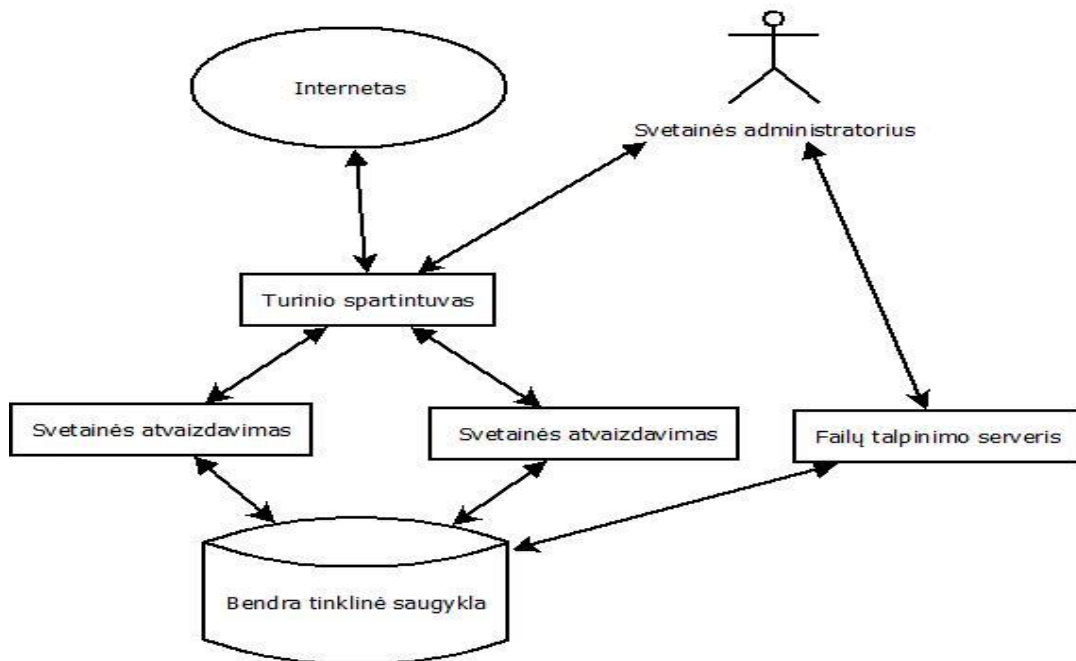 Internetas
Svetainės administratorius
Turinio spartintuvas
Svetainės atvaizdavimas
Svetainės atvaizdavimas
Failų talpinimo serveris
Bendra tinklinė saugykla